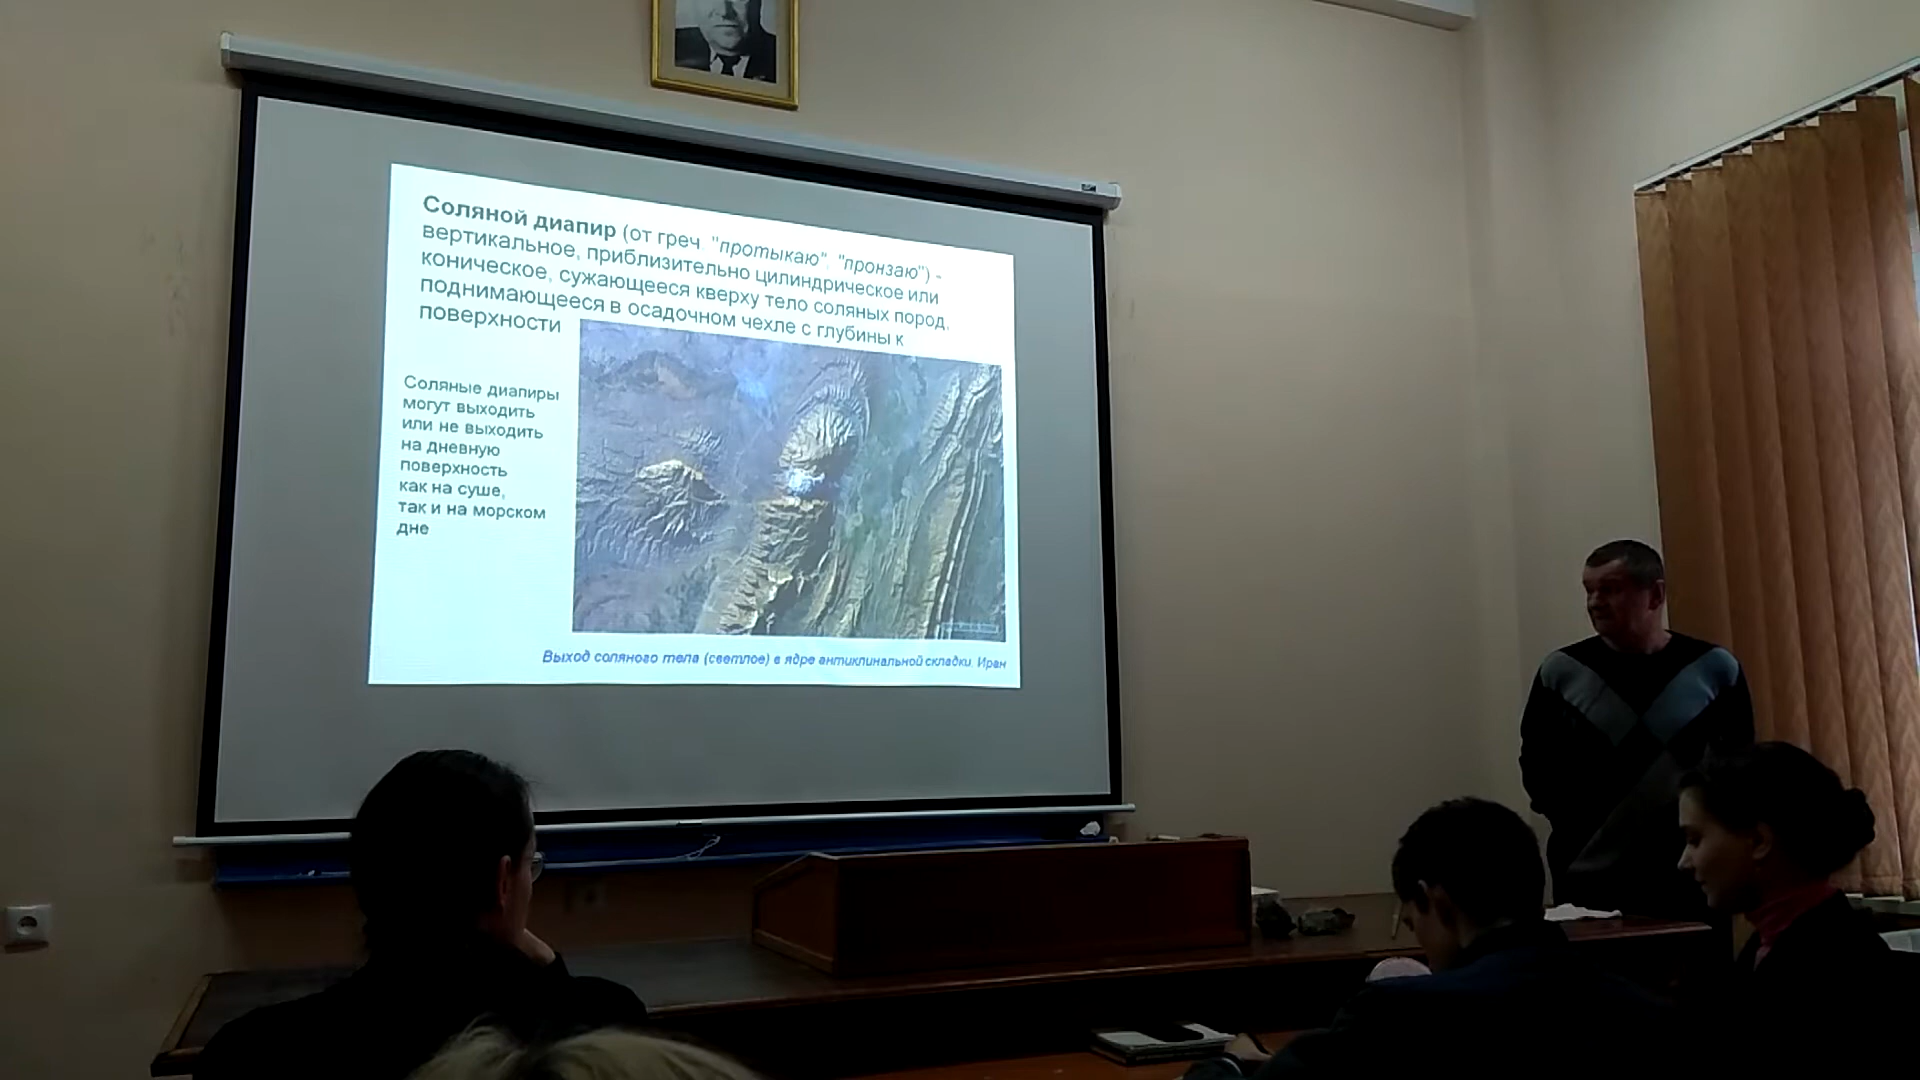 Соляной диапир (от греч. "протыкаю", "пронзаю") -
вертикальное, приблизительно цилиндрическое или
коническое, сужающееся кверху тело соляных пород,
поднимающееся в осадочном чехле с глубины к
поверхности
Соляные диапиры
могут выходить
или не выходить
на дневную
поверхность
как на суше,
так и на морском
дне
Выход соляного тела (светлое) в ядре антиклинальной складки. Иран